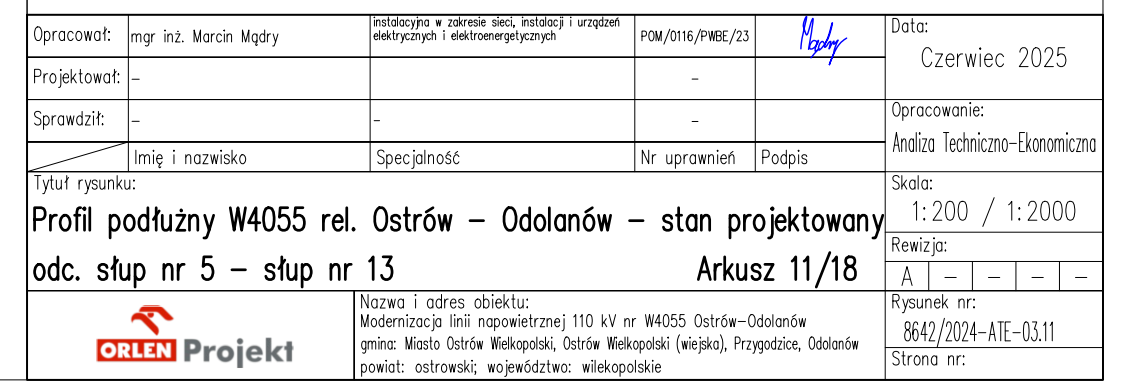 Opracował: mgr inż. Marcin Mądry instalacyjna w zakresie sieci, instalacji i urządzeń
elektrycznych i elektroenergetycznych POM/0116/PWBE/23 Mądry
Data:
Czerwiec 2025
Projektował: – –
Sprawdził: – – –
Opracowanie:
Analiza Techniczno–Ekonomiczna
Imię i nazwisko Specjalność Nr uprawnień Podpis
Tytuł rysunku:
Profil podłużny W4055 rel. Ostrów – Odolanów – stan projektowany
odc. słup nr 5 – słup nr 13 Arkusz 11/18
Skala:
1:200 / 1:2000
Rewizja:
A – – – –
ORLEN Projekt
Nazwa i adres obiektu:
Modernizacja linii napowietrznej 110 kV nr W4055 Ostrów–Odolanów
gmina: Miasto Ostrów Wielkopolski, Ostrów Wielkopolski (wiejska), Przygodzice, Odolanów
powiat: ostrowski; województwo: wilekopolskie
Rysunek nr:
8642/2024–ATE–03.11
Strona nr: